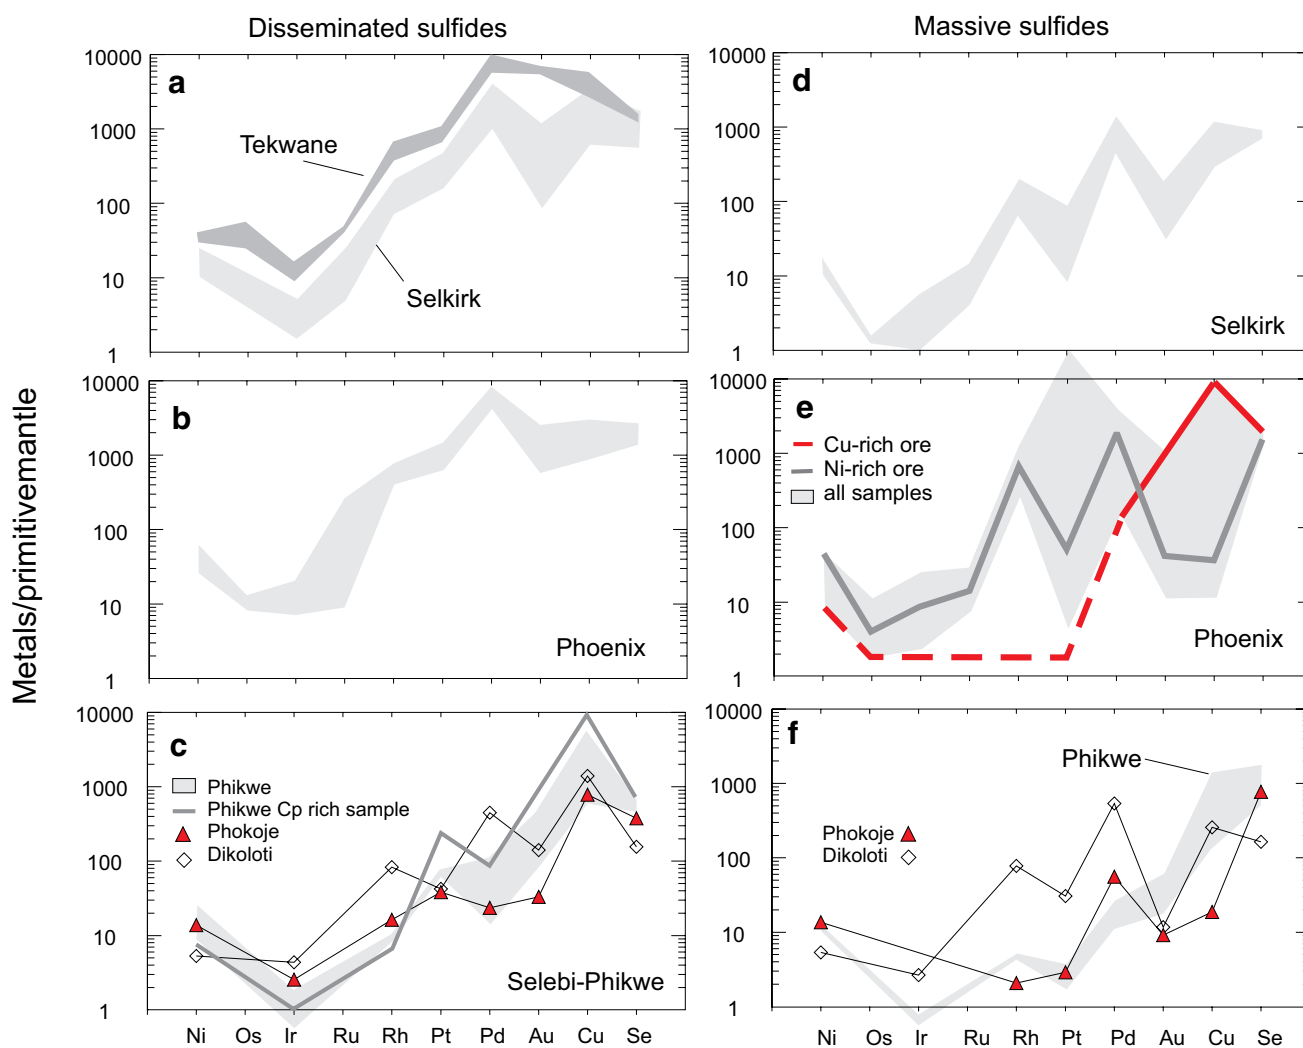 Disseminated sulfides
Massive sulfides
Metals/primitivemantle
a
10000
1000
100
10
1
Tekwane
Selkirk
d
10000
1000
100
10
1
Selkirk
b
10000
1000
100
10
1
Phoenix
e
10000
1000
100
10
1
Cu-rich ore
Ni-rich ore
all samples
Phoenix
c
10000
1000
100
10
1
Phikwe
Phikwe Cp rich sample
Phokoje
Dikoloti
Selebi-Phikwe
Ni Os Ir Ru Rh Pt Pd Au Cu Se
f
10000
1000
100
10
1
Phikwe
Phokoje
Dikoloti
Ni Os Ir Ru Rh Pt Pd Au Cu Se